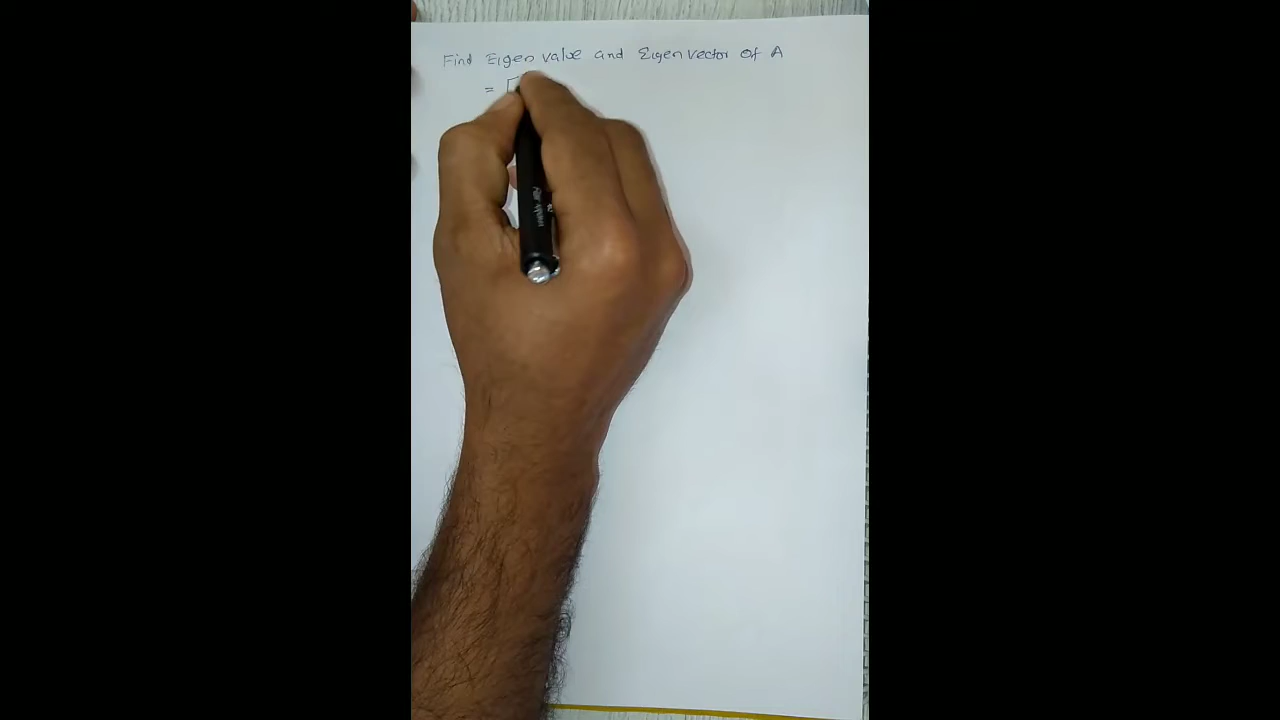 Find Eigen value and Eigen vector of A
= [